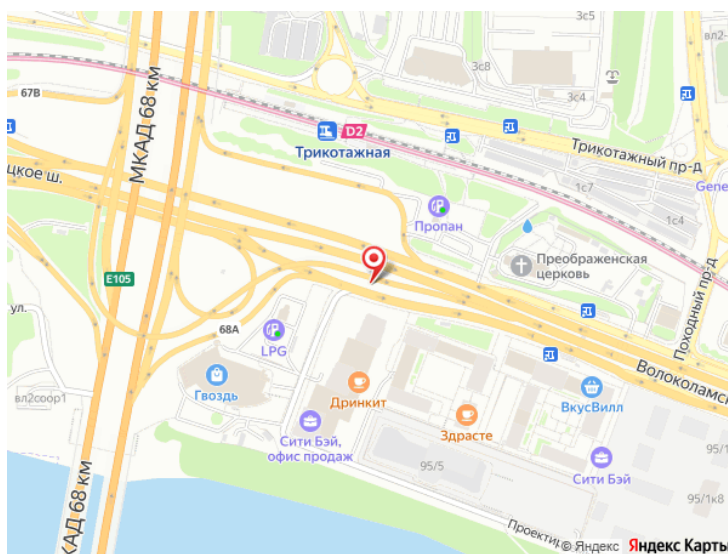 3с5
вл2-
3с8
67В
3с4
МКАД 68 км
D2
Трикотажная
Трикотажный пр-д
цкое ш.
1с7
Gene
Пропан
1с4
Преображенская
церковь
E105
Походный пр-д
ул.
68А
LPG
Волоколамск
Гвоздь
Дринкит
ВкусВилл
вл2соор1
Здрасте
Сити Бэй,
офис продаж
95/5
Сити Бэй
95/1
95/1к8
КАД 68 км
Проектир
© Яндекс Яндекс Карты